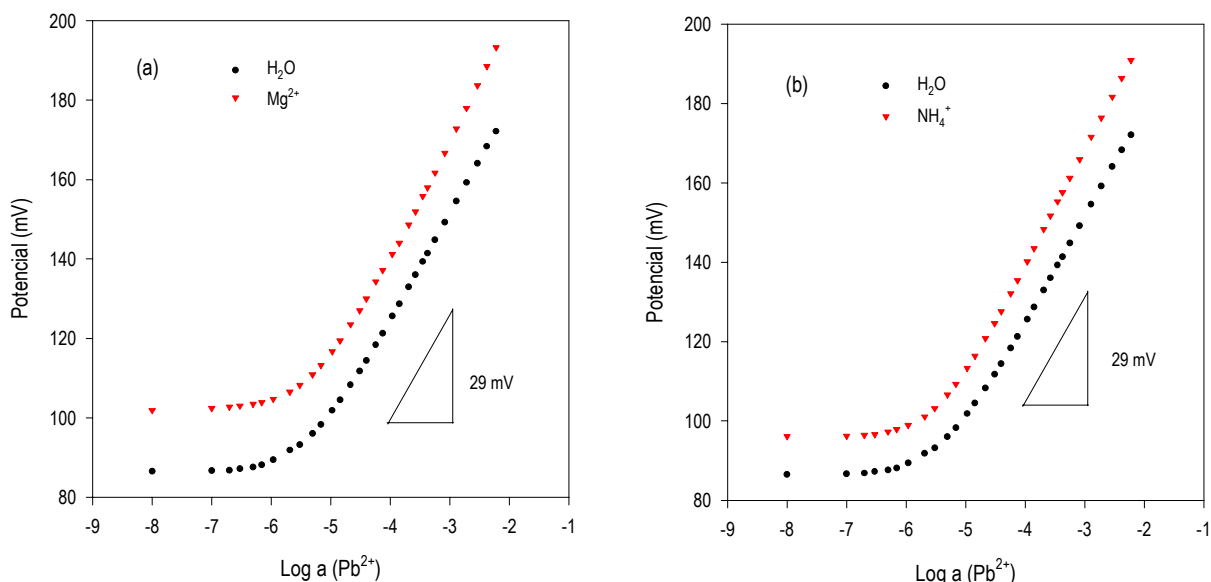 (a)
H₂O
Mg²⁺
Potencial (mV)
200
180
160
140
120
100
80
29 mV
-9 -8 -7 -6 -5 -4 -3 -2 -1
Log a (Pb²⁺)
(b)
H₂O
NH₄⁺
Potencial (mV)
200
180
160
140
120
100
80
29 mV
-9 -8 -7 -6 -5 -4 -3 -2 -1
Log a (Pb²⁺)